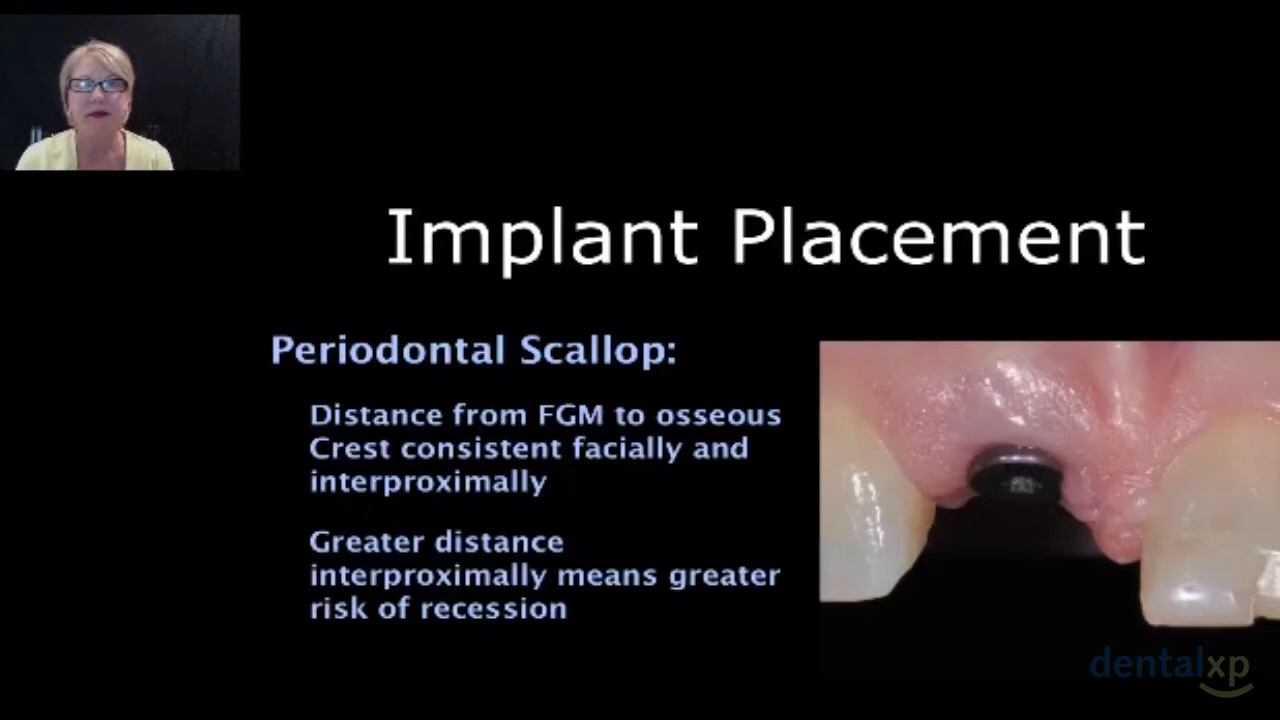 Implant Placement
Periodontal Scallop:
Distance from FGM to osseous
Crest consistent facially and
interproximally
Greater distance
interproximally means greater
risk of recession
dentalxp